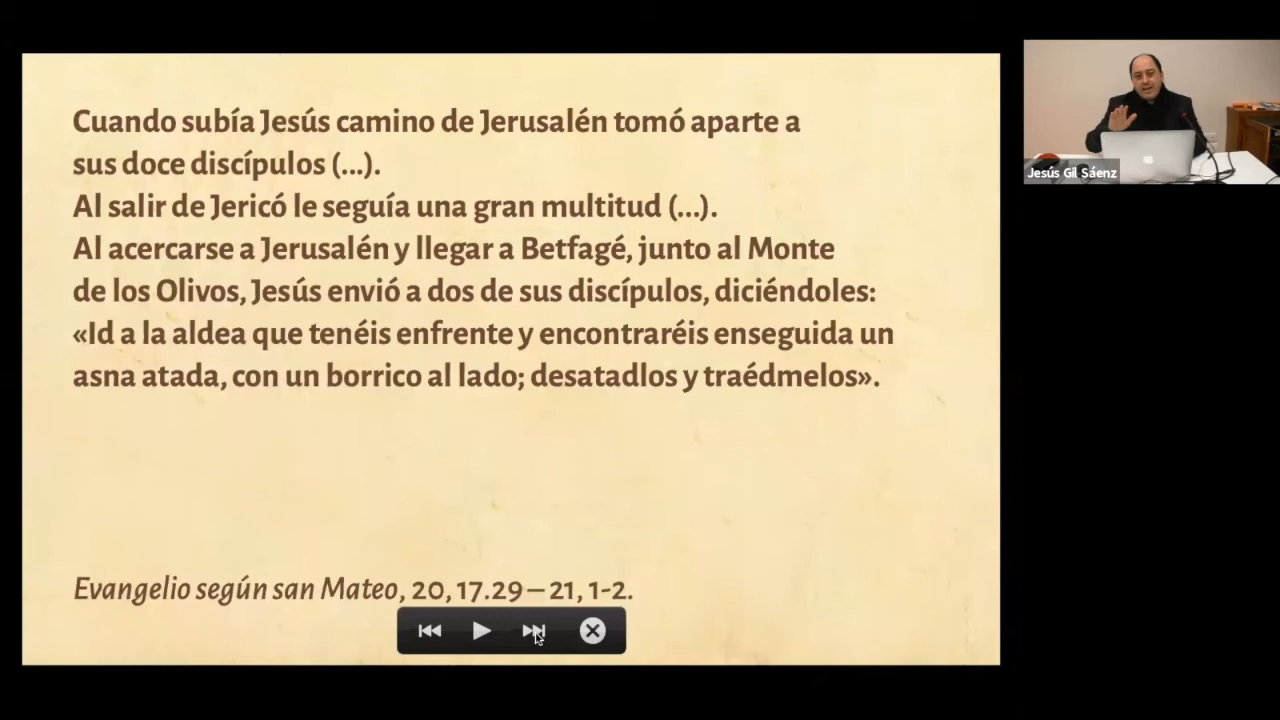 Cuando subía Jesús camino de Jerusalén tomó aparte a
sus doce discípulos (...).
Al salir de Jericó le seguía una gran multitud (...).
Al acercarse a Jerusalén y llegar a Betfagé, junto al Monte
de los Olivos, Jesús envió a dos de sus discípulos, diciéndoles:
«Id a la aldea que tenéis enfrente y encontraréis enseguida un
asna atada, con un borrico al lado; desatadlos y traédmelos».
Evangelio según san Mateo, 20, 17.29 – 21, 1-2.
Jesús Gil Sáenz